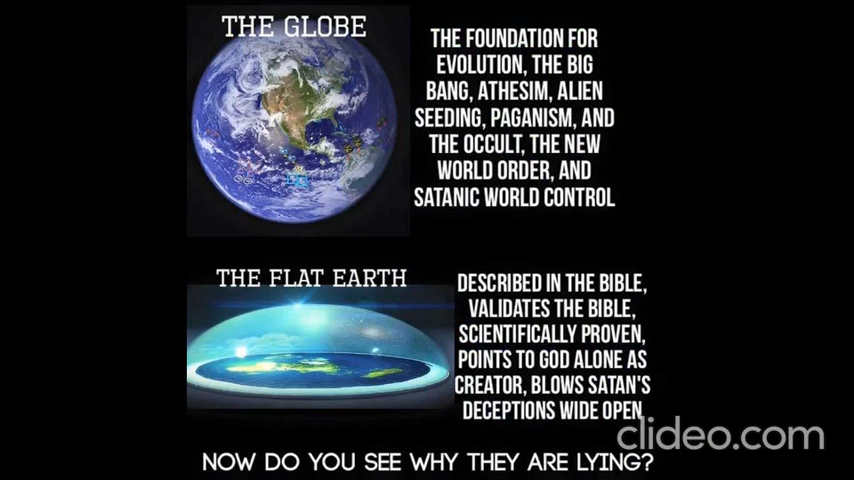 THE GLOBE
THE FOUNDATION FOR
EVOLUTION, THE BIG
BANG, ATHESIM, ALIEN
SEEDING, PAGANISM, AND
THE OCCULT, THE NEW
WORLD ORDER, AND
SATANIC WORLD CONTROL
THE FLAT EARTH
DESCRIBED IN THE BIBLE,
VALIDATES THE BIBLE,
SCIENTIFICALLY PROVEN,
POINTS TO GOD ALONE AS
CREATOR, BLOWS SATAN'S
DECEPTIONS WIDE OPEN
clideo.com
NOW DO YOU SEE WHY THEY ARE LYING?